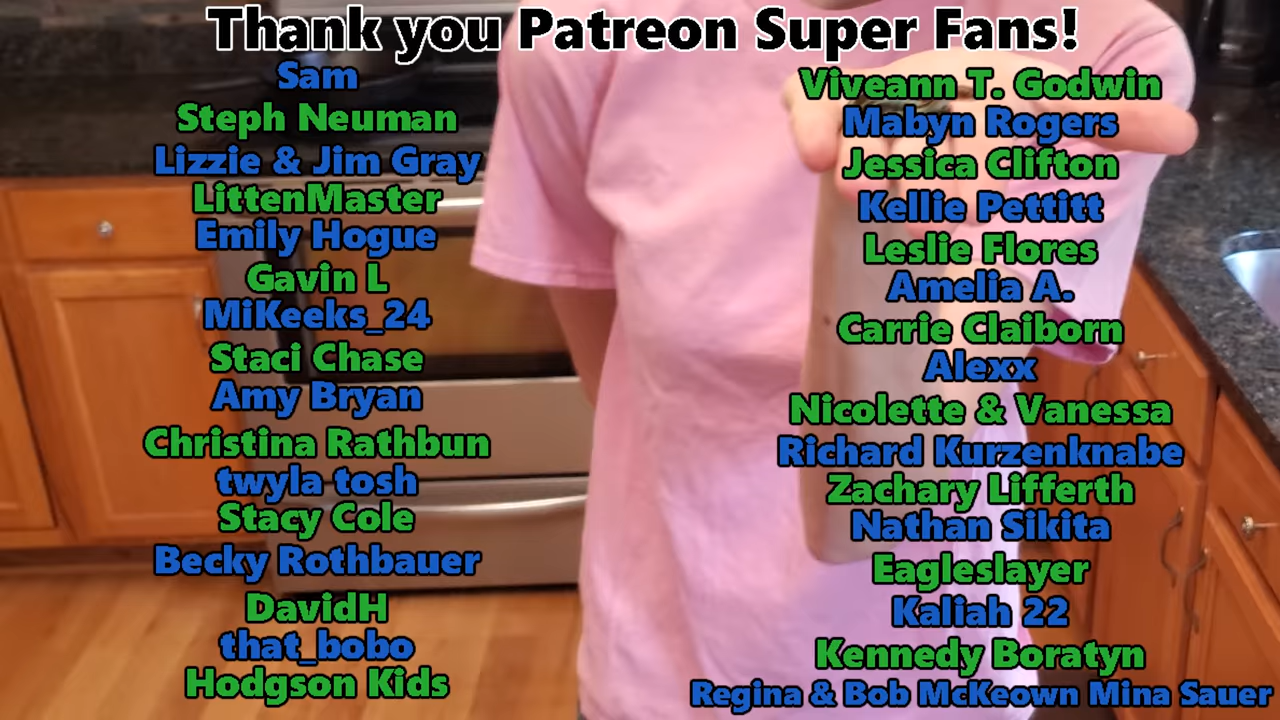 Thank you Patreon Super Fans!
Sam
Steph Neuman
Lizzie & Jim Gray
LittenMaster
Emily Hogue
Gavin L
MiKeeks_24
Staci Chase
Amy Bryan
Christina Rathbun
twyla tosh
Stacy Cole
Becky Rothbauer
DavidH
that_bobo
Hodgson Kids
Viveann T. Godwin
Mabyn Rogers
Jessica Clifton
Kellie Pettitt
Leslie Flores
Amelia A.
Carrie Claiborn
Alexx
Nicolette & Vanessa
Richard Kurzenknabe
Zachary Lifferth
Nathan Sikita
Eagleslayer
Kaliah 22
Kennedy Boratyn
Regina & Bob McKeown Mina Sauer